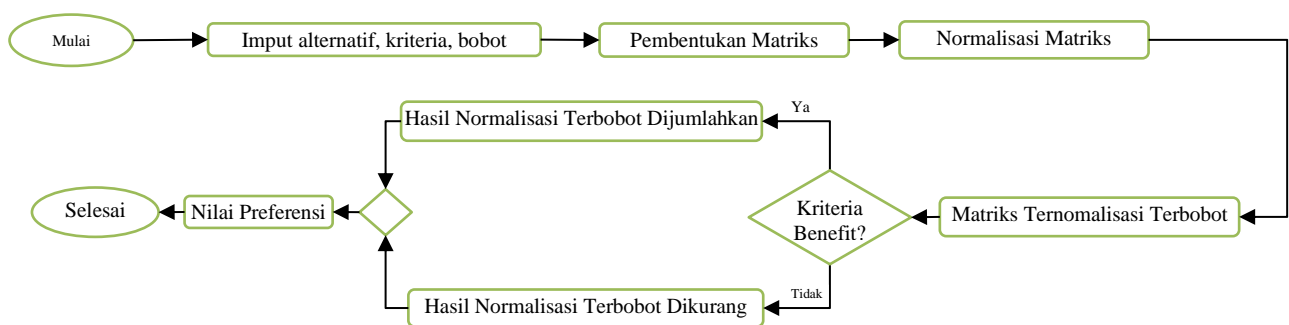 Mulai
Imput alternatif, kriteria, bobot
Pembentukan Matriks
Normalisasi Matriks
Matriks Ternomalisasi Terbobot
Kriteria
Benefit?
Ya
Hasil Normalisasi Terbobot Dijumlahkan
Tidak
Hasil Normalisasi Terbobot Dikurang
Nilai Preferensi
Selesai